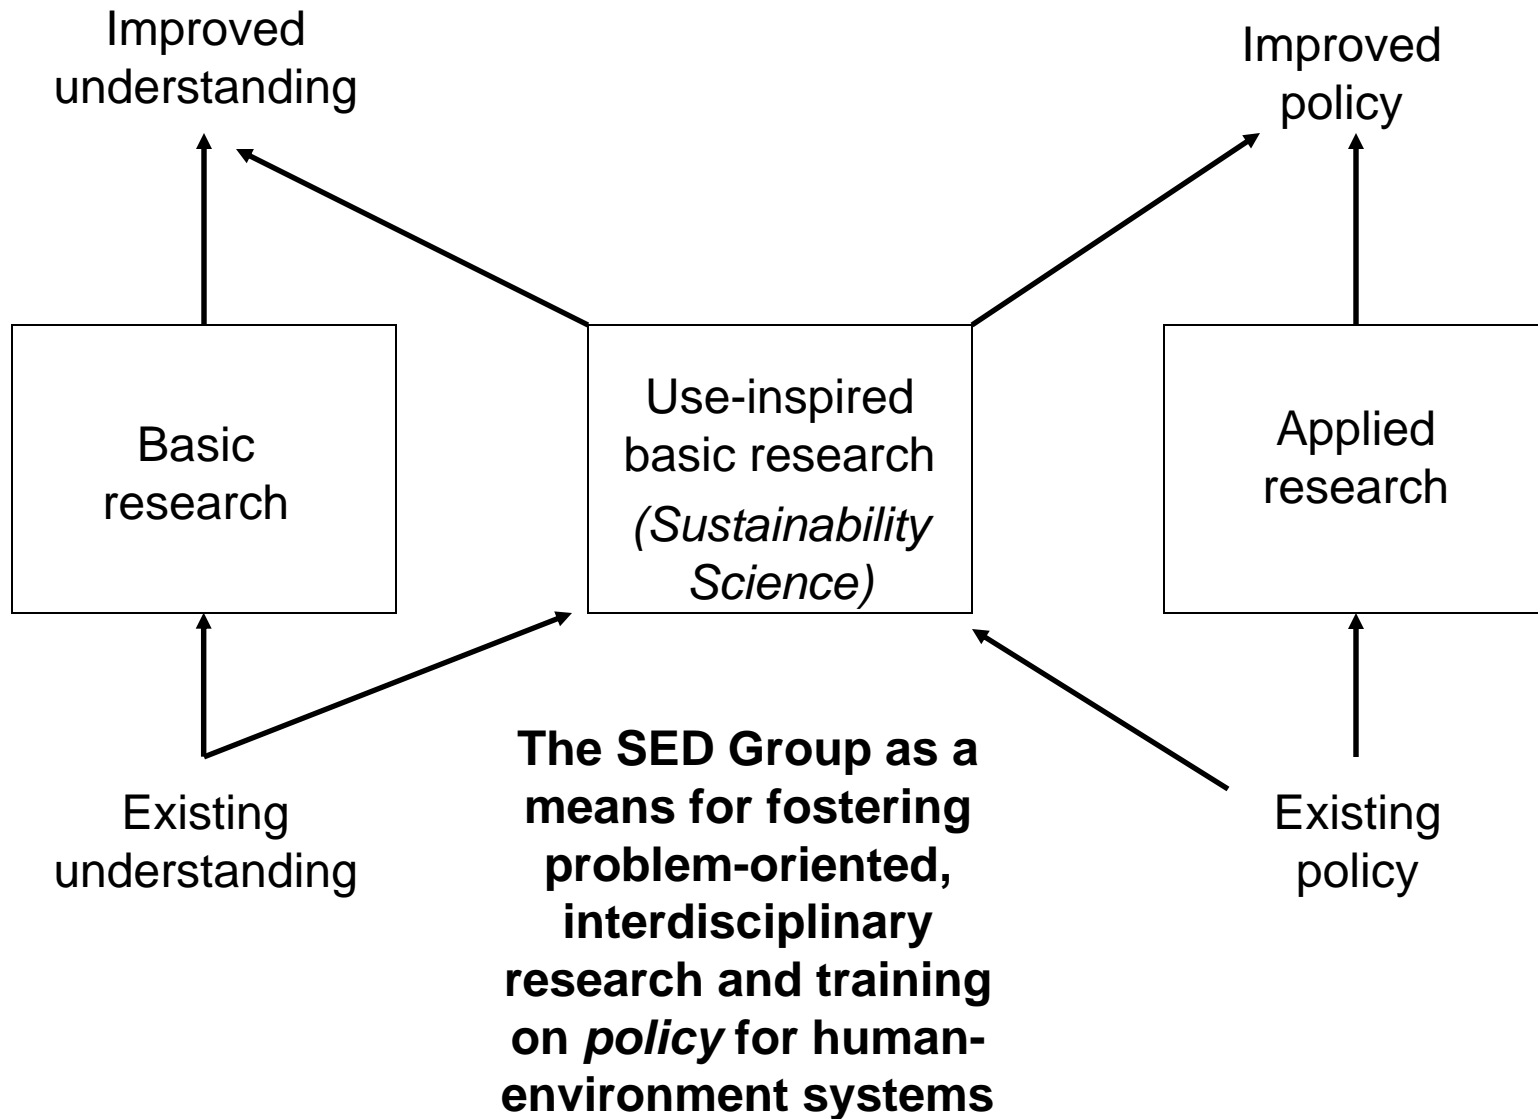 Improved
understanding
Improved
policy
Basic
research
Use-inspired
basic research
(Sustainability
Science)
Applied
research
Existing
understanding
The SED Group as a
means for fostering
problem-oriented,
interdisciplinary
research and training
on policy for human-
environment systems
Existing
policy